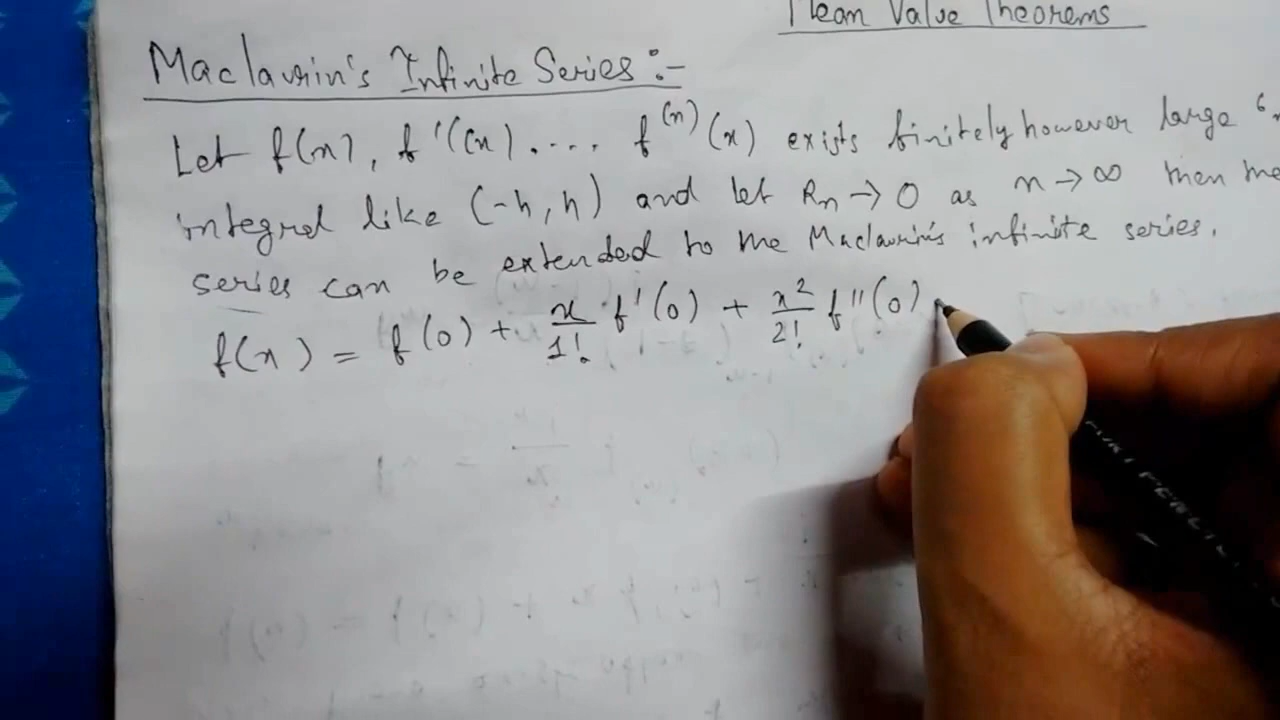 Mean Value Theorems
Maclaurin's Infinite Series :-
Let f(x), f'(x) .... f^(n)(x) exists finitely however large 'n
integral like (-h, h) and let Rn → 0 as n → ∞ then the
series can be extended to the Maclaurin's infinite series.
f(x) = f(0) + x/1! f'(0) + x²/2! f''(0)